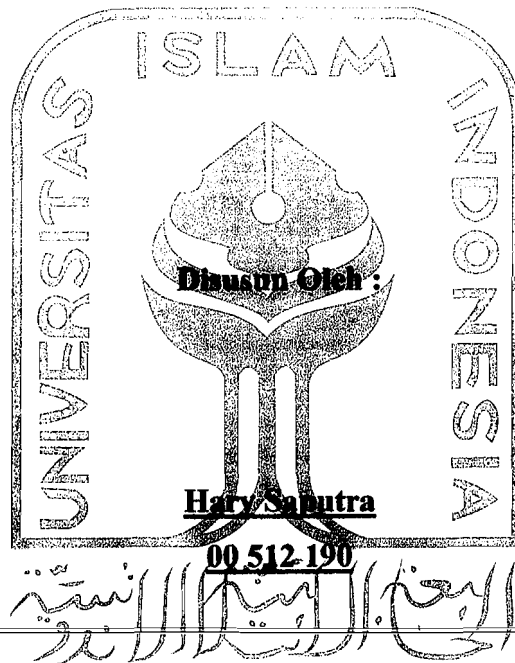 ISLAM
UNIVERSITAS
INDONESIA
Disusun Oleh :
Hary Saputra
00 512 190